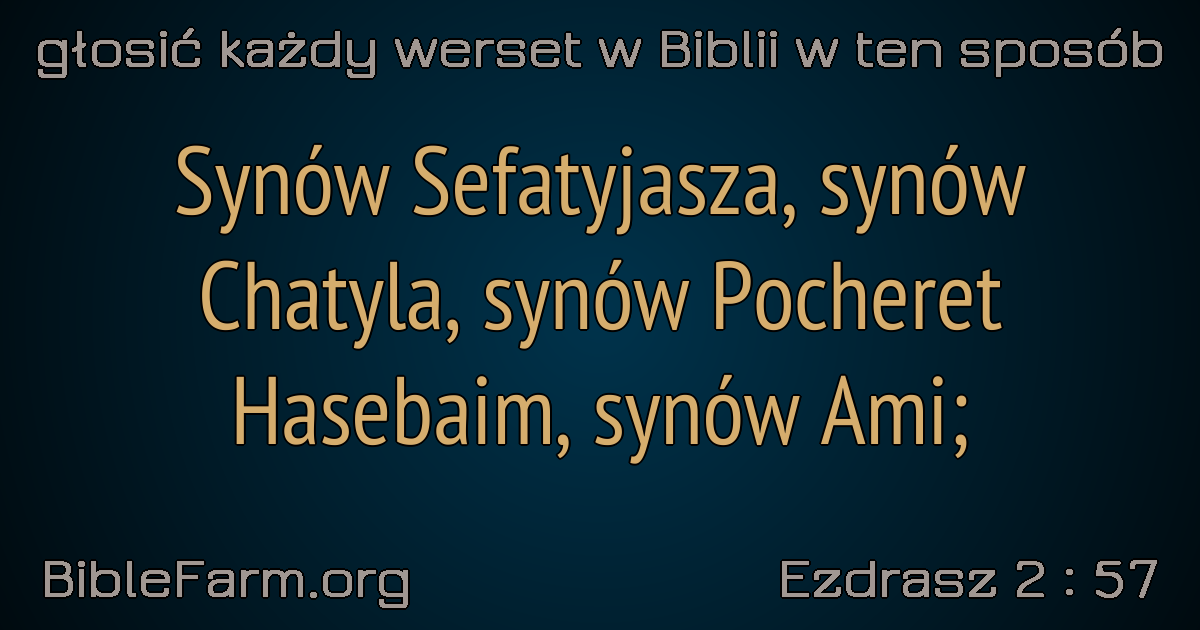 głosić każdy werset w Biblii w ten sposób
Synów Sefatyjasza, synów
Chatyla, synów Pocheret
Hasebaim, synów Ami;
BibleFarm.org
Ezdrasz 2 : 57